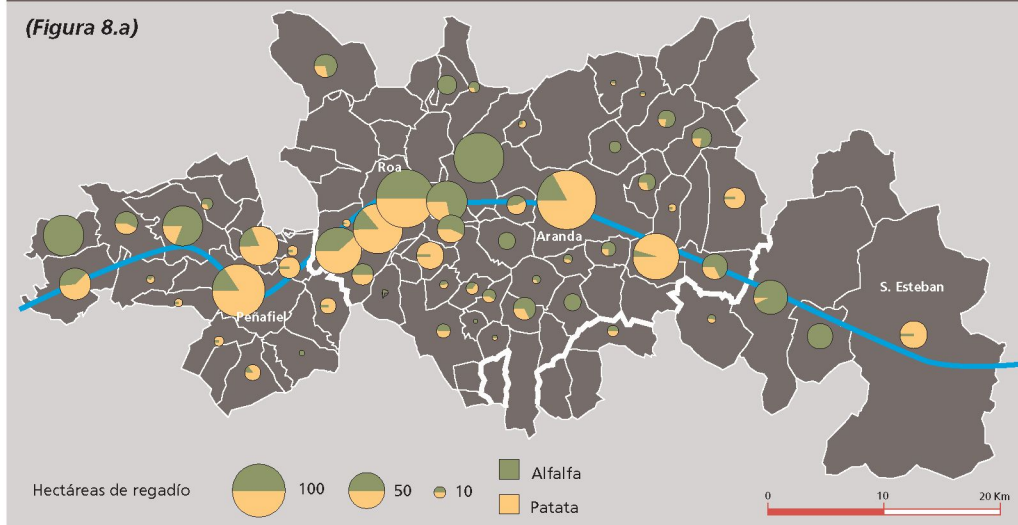 (Figura 8.a)
Roa
Aranda
S. Esteban
Peñafiel
Hectáreas de regadío
100
50
10
Alfalfa
Patata
0
10
20 Km